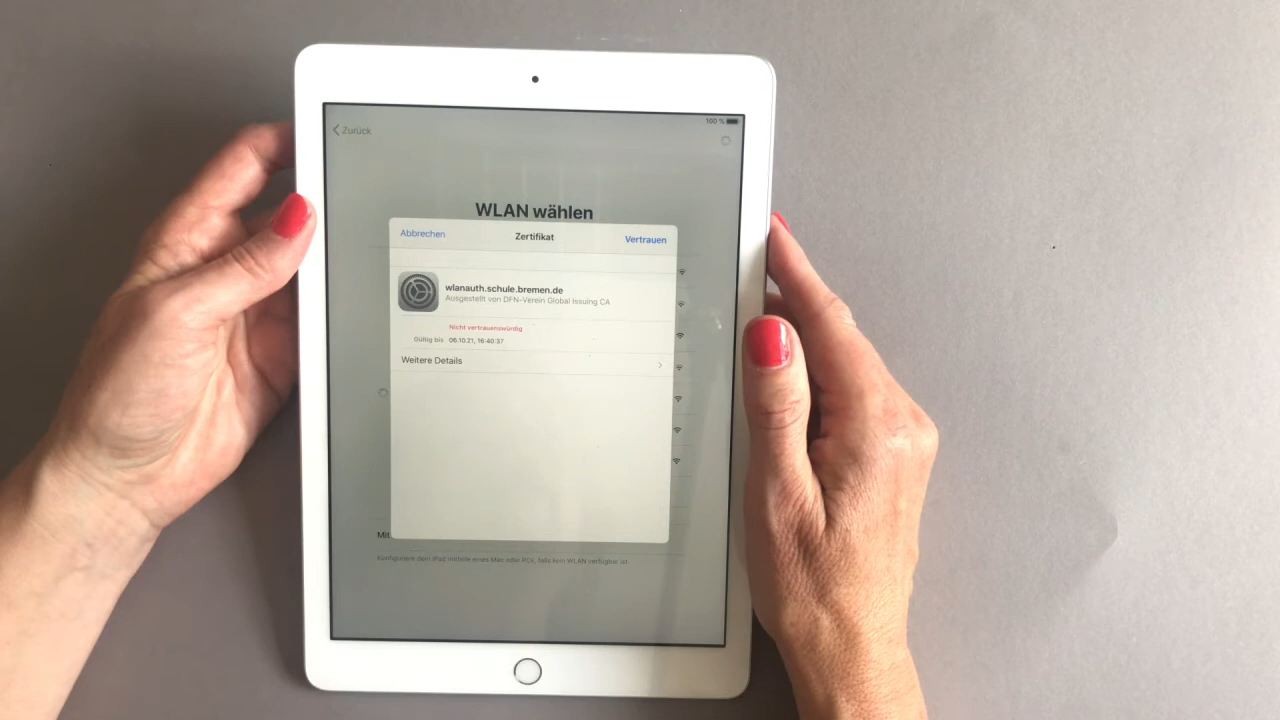 100 %
Zurück
WLAN wählen
Abbrechen Zertifikat Vertrauen
wlanauth.schule.bremen.de
Ausgestellt von DFN-Verein Global Issuing CA
Nicht vertrauenswürdig
Gültig bis 06.10.21, 16:40:37
Weitere Details
Mit
Konfiguriere dein iPad mithilfe eines Mac oder PCs, falls kein WLAN verfügbar ist.